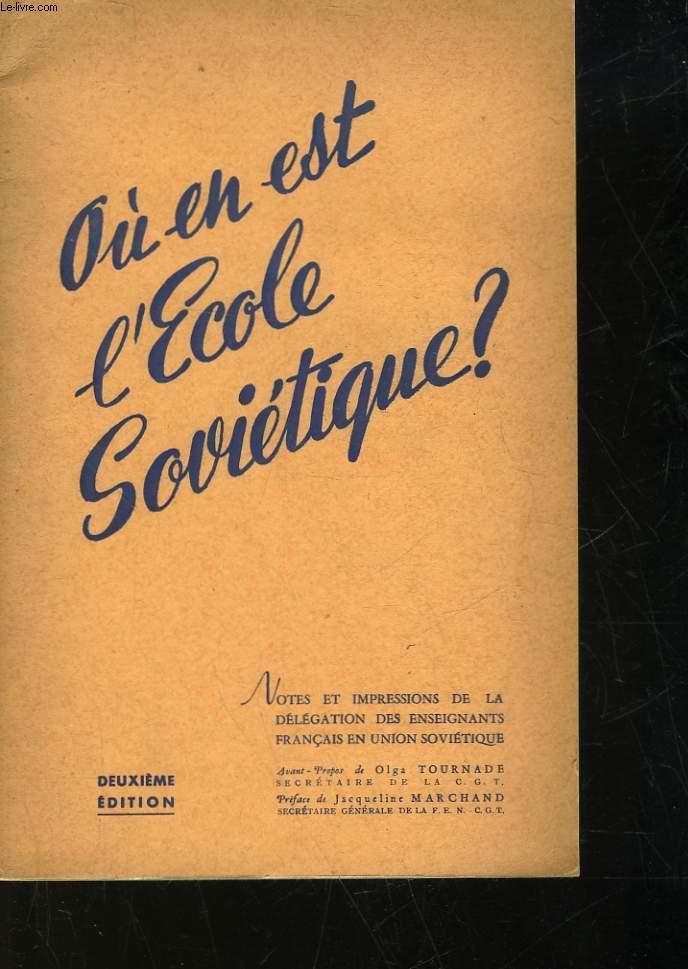 Le-livre.com
Où en est
l'Ecole
Soviétique?
NOTES ET IMPRESSIONS DE LA
DÉLÉGATION DES ENSEIGNANTS
FRANÇAIS EN UNION SOVIÉTIQUE
Avant-Propos de Olga TOURNADE
SECRÉTAIRE DE LA C.G.T.
Préface de Jacqueline MARCHAND
SECRÉTAIRE GÉNÉRALE DE LA F.E.N.-C.G.T.
DEUXIÈME
ÉDITION